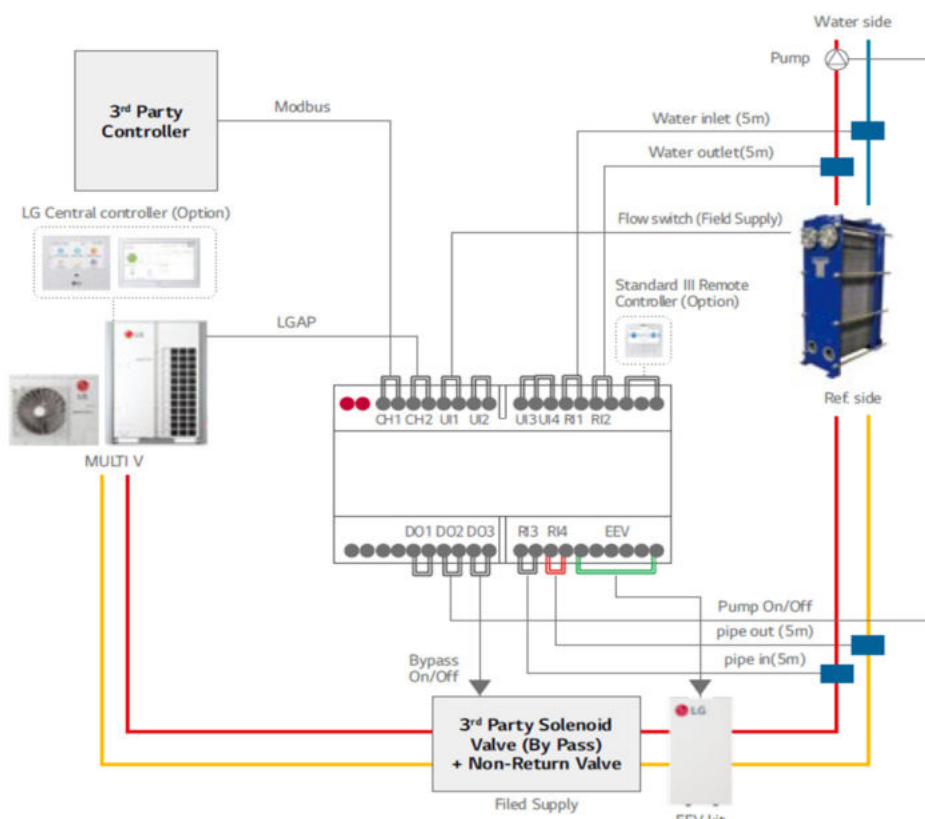 Water side
Pump
3rd Party
Controller
Modbus
Water inlet (5m)
Water outlet(5m)
LG Central controller (Option)
Flow switch (Field Supply)
Standard III Remote
Controller (Option)
LGAP
LG
LG
T
Ref. side
CH1 CH2 UI1 UI2 UI3 UI4 RI1 RI2
MULTI V
DO1 DO2 DO3 RI3 RI4 EEV
Pump On/Off
pipe out (5m)
pipe in(5m)
Bypass
On/Off
LG
3rd Party Solenoid
Valve (By Pass)
+ Non-Return Valve
Filed Supply
EEV kit